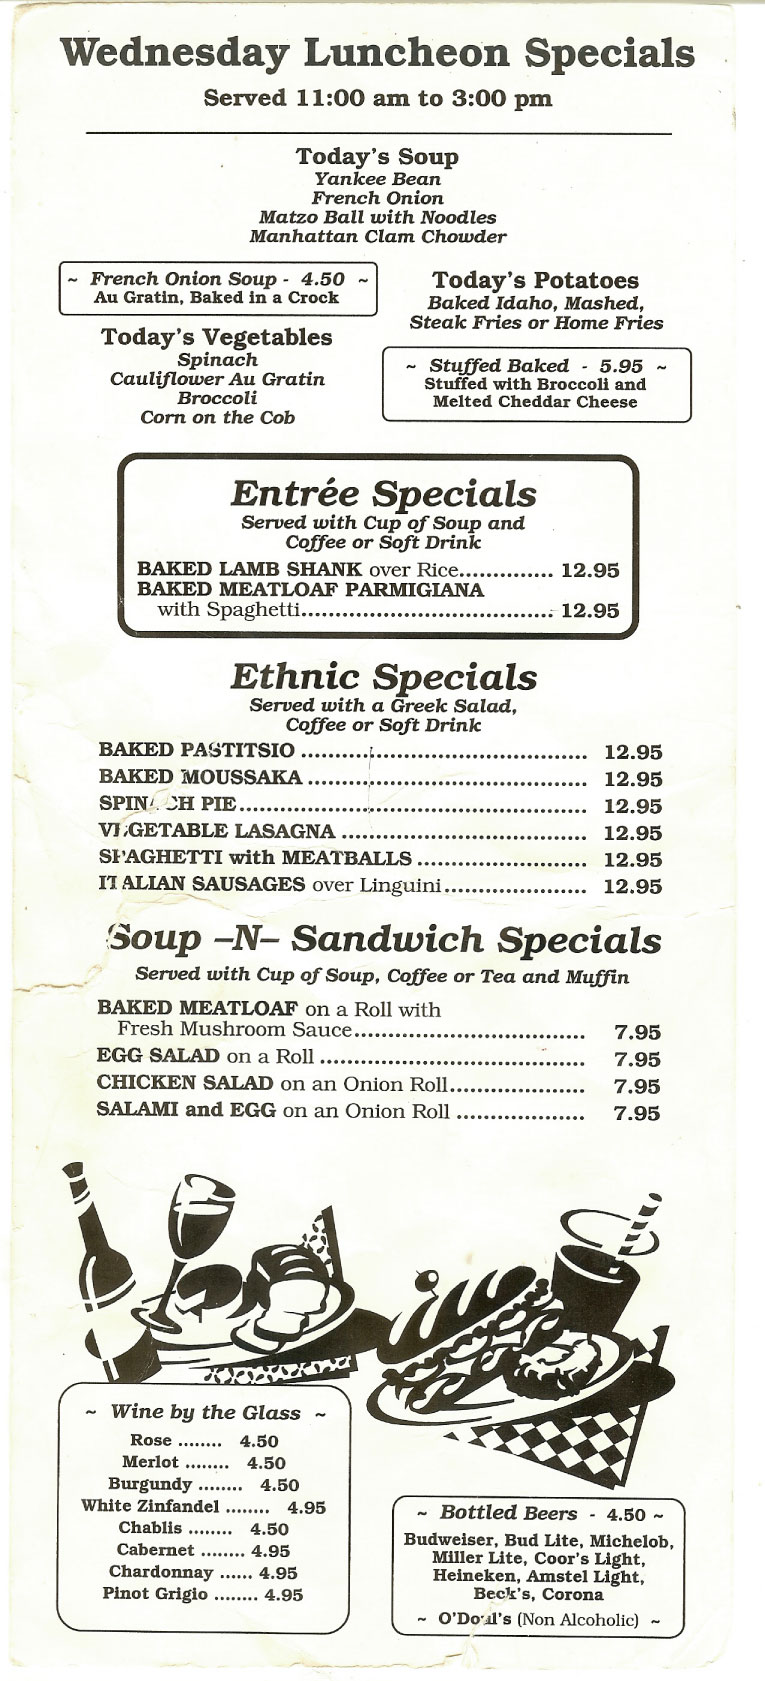 Wednesday Luncheon Specials
Served 11:00 am to 3:00 pm
Today's Soup
Yankee Bean
French Onion
Matzo Ball with Noodles
Manhattan Clam Chowder
~ French Onion Soup - 4.50 ~
Au Gratin, Baked in a Crock
Today's Vegetables
Spinach
Cauliflower Au Gratin
Broccoli
Corn on the Cob
Today's Potatoes
Baked Idaho, Mashed,
Steak Fries or Home Fries
~ Stuffed Baked - 5.95 ~
Stuffed with Broccoli and
Melted Cheddar Cheese
Entrée Specials
Served with Cup of Soup and
Coffee or Soft Drink
BAKED LAMB SHANK over Rice.............. 12.95
BAKED MEATLOAF PARMIGIANA
with Spaghetti..................................... 12.95
Ethnic Specials
Served with a Greek Salad,
Coffee or Soft Drink
BAKED PASTITSIO .......................................... 12.95
BAKED MOUSSAKA ......................................... 12.95
SPINACH PIE................................................... 12.95
VEGETABLE LASAGNA .................................... 12.95
SPAGHETTI with MEATBALLS ......................... 12.95
ITALIAN SAUSAGES over Linguini..................... 12.95
Soup –N– Sandwich Specials
Served with Cup of Soup, Coffee or Tea and Muffin
BAKED MEATLOAF on a Roll with
Fresh Mushroom Sauce.................................. 7.95
EGG SALAD on a Roll ....................................... 7.95
CHICKEN SALAD on an Onion Roll.................... 7.95
SALAMI and EGG on an Onion Roll ................... 7.95
~ Wine by the Glass ~
Rose ........ 4.50
Merlot ........ 4.50
Burgundy ........ 4.50
White Zinfandel ........ 4.95
Chablis ........ 4.50
Cabernet ........ 4.95
Chardonnay ...... 4.95
Pinot Grigio ........ 4.95
~ Bottled Beers - 4.50 ~
Budweiser, Bud Lite, Michelob,
Miller Lite, Coor's Light,
Heineken, Amstel Light,
Beck's, Corona
~ O'Doul's (Non Alcoholic) ~